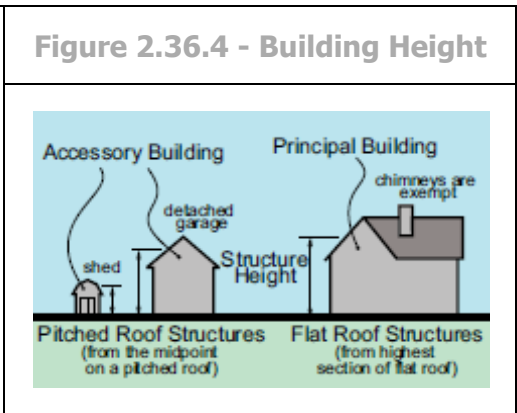 Figure 2.36.4 - Building Height
Accessory Building
Principal Building
chimneys are
exempt
detached
garage
shed
Structure
Height
Pitched Roof Structures
(from the midpoint
on a pitched roof)
Flat Roof Structures
(from highest
section of flat roof)